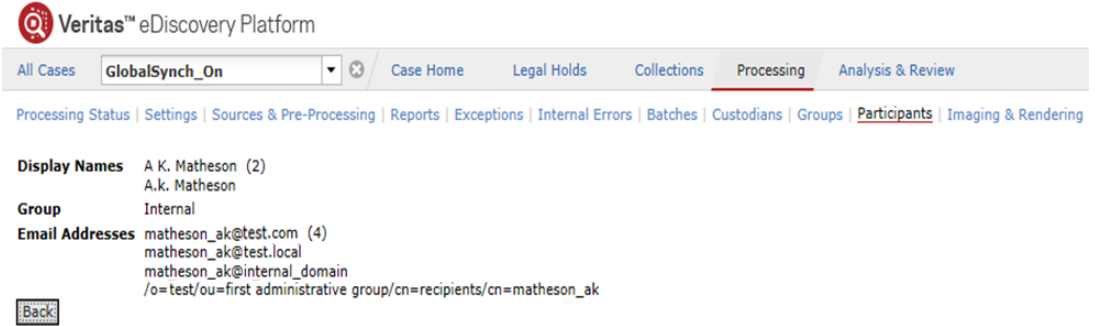 Veritas™ eDiscovery Platform
All Cases GlobalSynch_On Case Home Legal Holds Collections Processing Analysis & Review
Processing Status | Settings | Sources & Pre-Processing | Reports | Exceptions | Internal Errors | Batches | Custodians | Groups | Participants | Imaging & Rendering
Display Names A K. Matheson (2)
A.k. Matheson
Group Internal
Email Addresses matheson_ak@test.com (4)
matheson_ak@test.local
matheson_ak@internal_domain
/o=test/ou=first administrative group/cn=recipients/cn=matheson_ak
Back